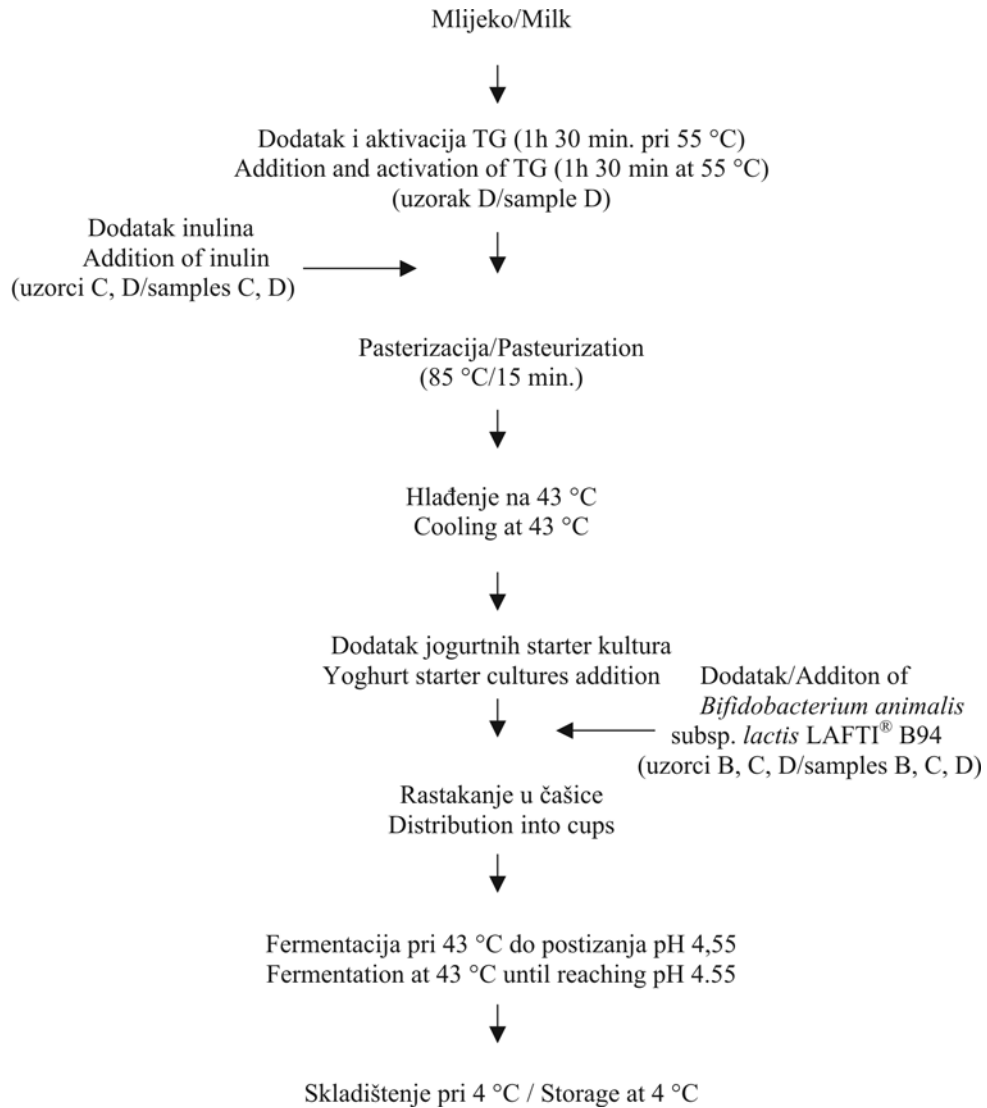 Mlijeko/Milk
Dodatak i aktivacija TG (1h 30 min. pri 55 °C)
Addition and activation of TG (1h 30 min at 55 °C)
(uzorak D/sample D)
Dodatak inulina
Addition of inulin
(uzorci C, D/samples C, D)
Pasterizacija/Pasteurization
(85 °C/15 min.)
Hlađenje na 43 °C
Cooling at 43 °C
Dodatak jogurtnih starter kultura
Yoghurt starter cultures addition
Dodatak/Additon of
Bifidobacterium animalis
subsp. lactis LAFTI® B94
(uzorci B, C, D/samples B, C, D)
Rastakanje u čašice
Distribution into cups
Fermentacija pri 43 °C do postizanja pH 4,55
Fermentation at 43 °C until reaching pH 4.55
Skladištenje pri 4 °C / Storage at 4 °C